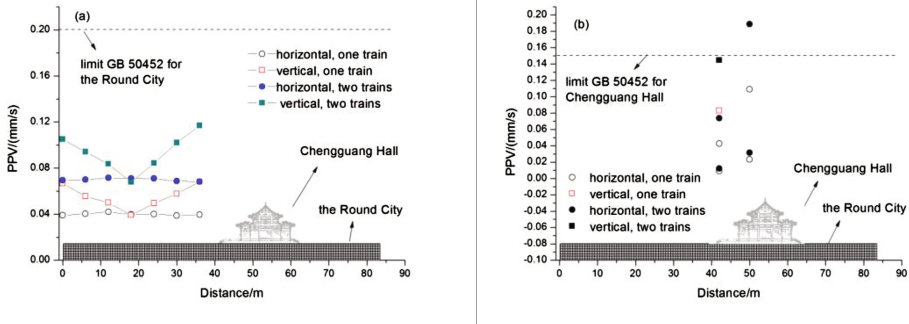 (a)
0.20
0.16
0.12
0.08
0.04
0.00
PPV/(mm/s)
limit GB 50452 for
the Round City
horizontal, one train
vertical, one train
horizontal, two trains
vertical, two trains
Chengguang Hall
the Round City
0 10 20 30 40 50 60 70 80 90
Distance/m
(b)
0.20
0.18
0.16
0.14
0.12
0.10
0.08
0.06
0.04
0.02
0.00
-0.02
-0.04
-0.06
-0.08
-0.10
PPV/(mm/s)
limit GB 50452 for
Chengguang Hall
horizontal, one train
vertical, one train
horizontal, two trains
vertical, two trains
Chengguang Hall
the Round City
0 10 20 30 40 50 60 70 80 90
Distance/m